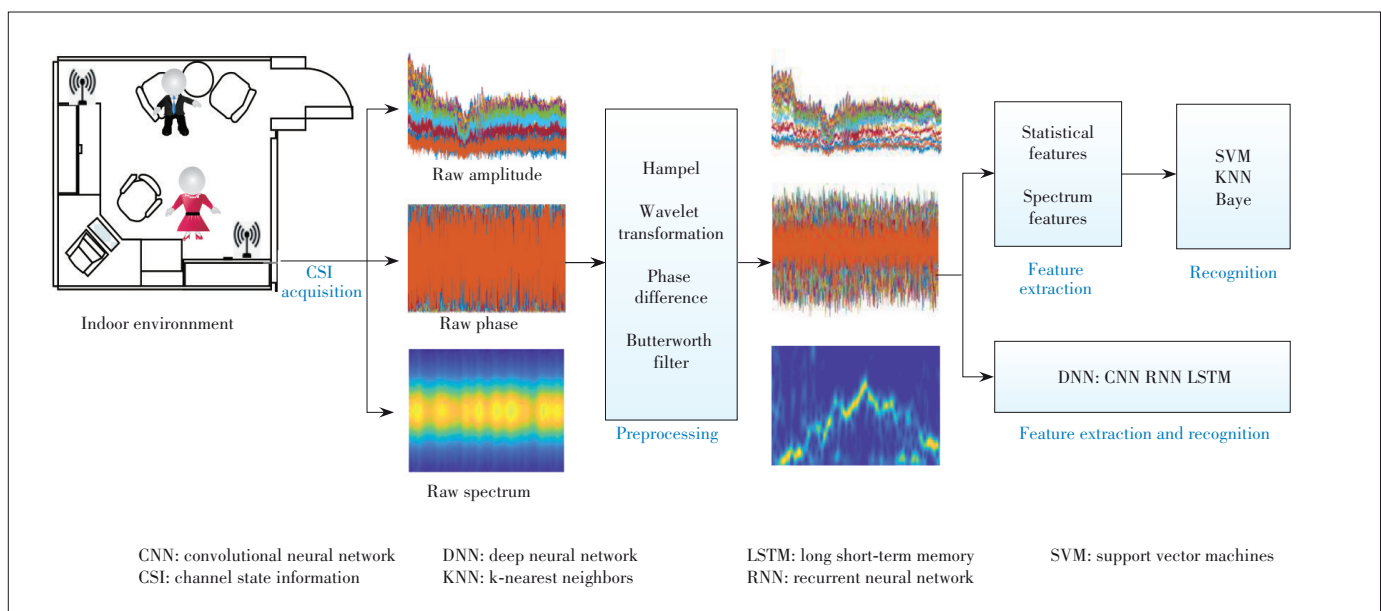 Indoor environnment
CSI
acquisition
Raw amplitude
Raw phase
Raw spectrum
Hampel
Wavelet
transformation
Phase
difference
Butterworth
filter
Preprocessing
Statistical
features
Spectrum
features
Feature
extraction
SVM
KNN
Baye
Recognition
DNN: CNN RNN LSTM
Feature extraction and recognition
CNN: convolutional neural network
CSI: channel state information
DNN: deep neural network
KNN: k-nearest neighbors
LSTM: long short-term memory
RNN: recurrent neural network
SVM: support vector machines